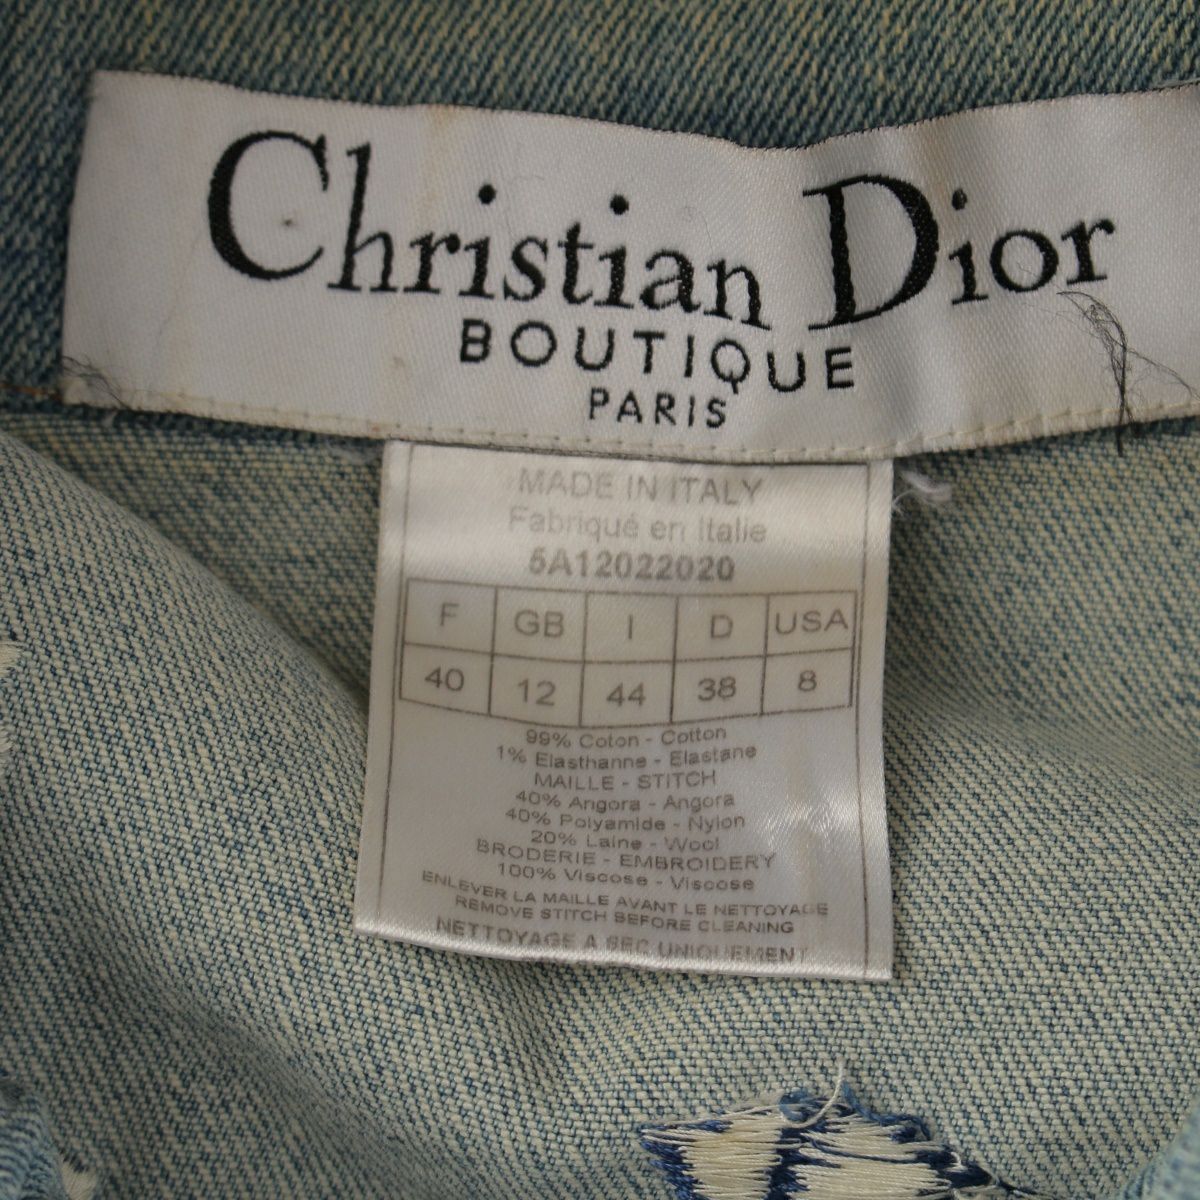 Christian Dior
BOUTIQUE
PARIS
MADE IN ITALY
Fabriqué en Italie
5A12022020
F GB I D USA
40 12 44 38 8
99% Coton - Cotton
1% Elasthanne - Elastane
MAILLE - STITCH
40% Angora - Angora
40% Polyamide - Nylon
20% Laine - Wool
BRODERIE - EMBROIDERY
100% Viscose - Viscose
ENLEVER LA MAILLE AVANT LE NETTOYAGE
REMOVE STITCH BEFORE CLEANING
NETTOYAGE A SEC UNIQUEMENT